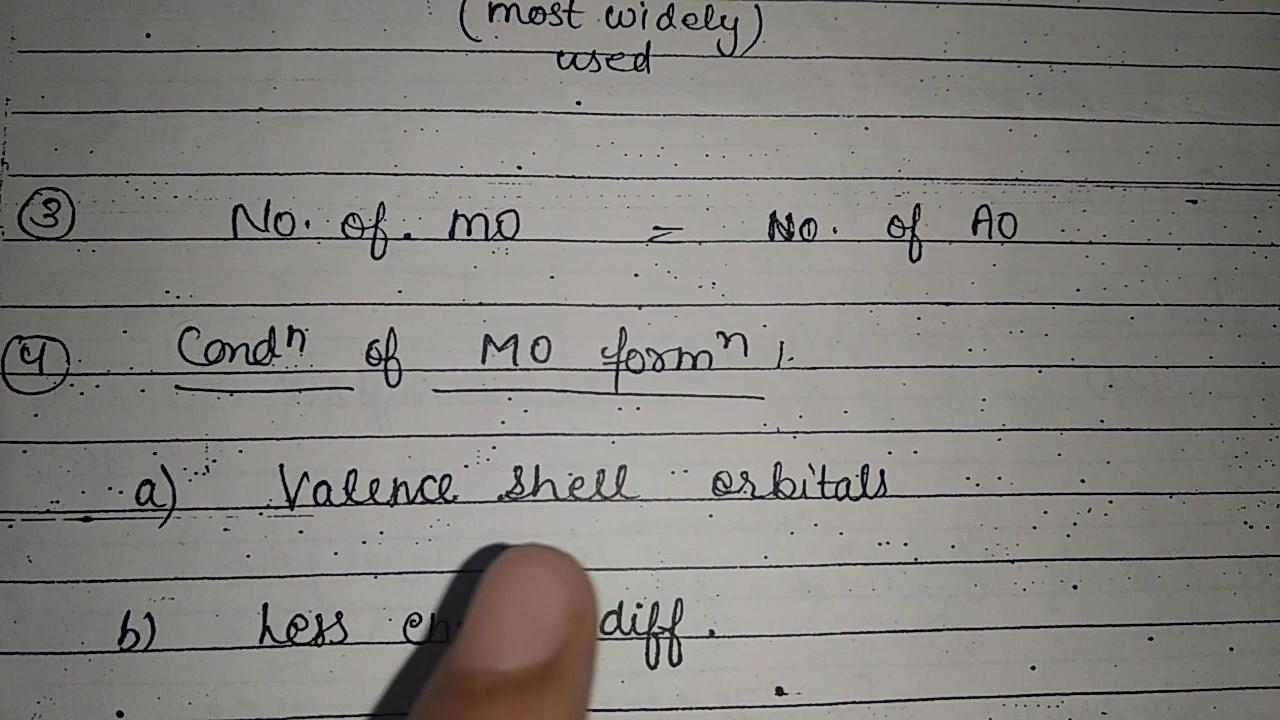 (most widely)
used
③ No. of. MO = No. of AO
④ Condⁿ of MO formⁿ :
a) Valence shell orbitals
b) Less diff.